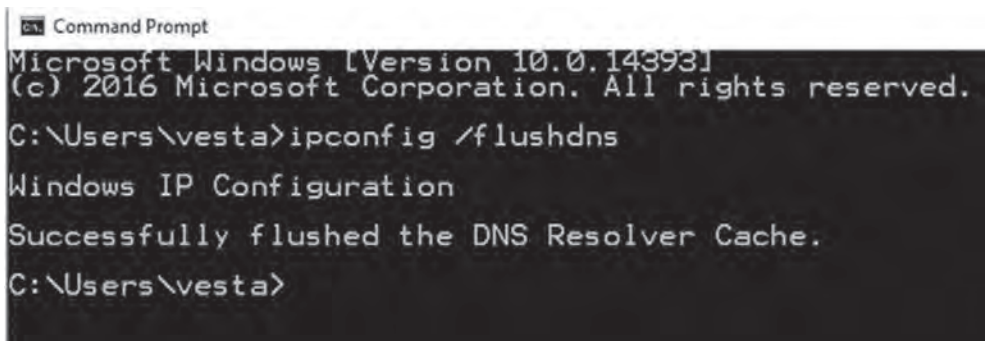 Command Prompt
Microsoft Windows [Version 10.0.14393]
(c) 2016 Microsoft Corporation. All rights reserved.
C:\Users\vesta>ipconfig /flushdns
Windows IP Configuration
Successfully flushed the DNS Resolver Cache.
C:\Users\vesta>